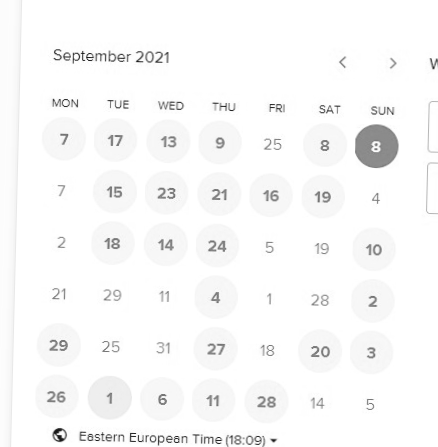 September 2021
W
MON TUE WED THU FRI SAT SUN
7 17 13 9 25 8 8
7 15 23 21 16 19 4
2 18 14 24 5 19 10
21 29 11 4 1 28 2
29 25 31 27 18 20 3
26 1 6 11 28 14 5
Eastern European Time (18:09)